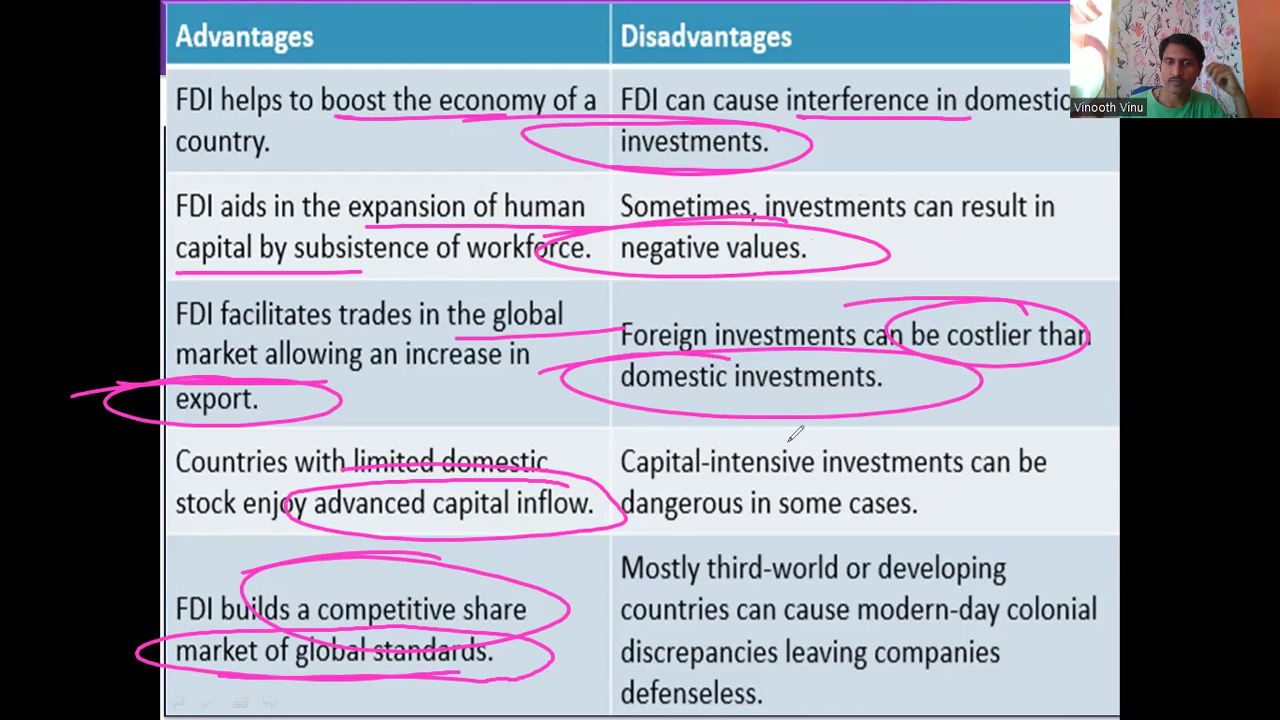 Advantages
Disadvantages
Vinooth Vinu
FDI helps to boost the economy of a
country.
FDI can cause interference in domestic
investments.
FDI aids in the expansion of human
capital by subsistence of workforce.
Sometimes, investments can result in
negative values.
FDI facilitates trades in the global
market allowing an increase in
export.
Foreign investments can be costlier than
domestic investments.
Countries with limited domestic
stock enjoy advanced capital inflow.
Capital-intensive investments can be
dangerous in some cases.
FDI builds a competitive share
market of global standards.
Mostly third-world or developing
countries can cause modern-day colonial
discrepancies leaving companies
defenseless.